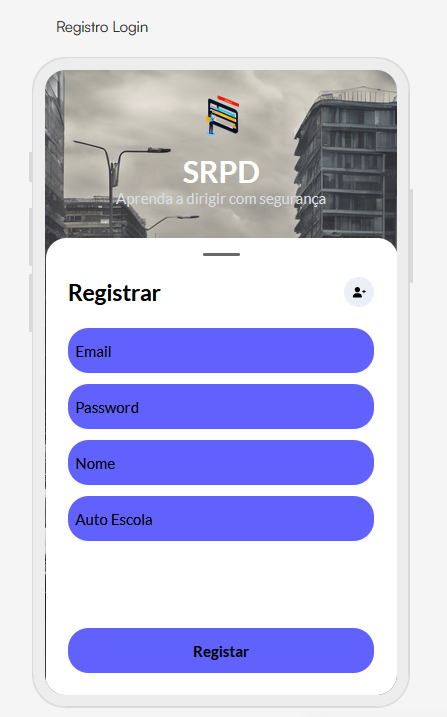 Registro Login
SRPD
Aprenda a dirigir com segurança
Registrar
Email
Password
Nome
Auto Escola
Registar